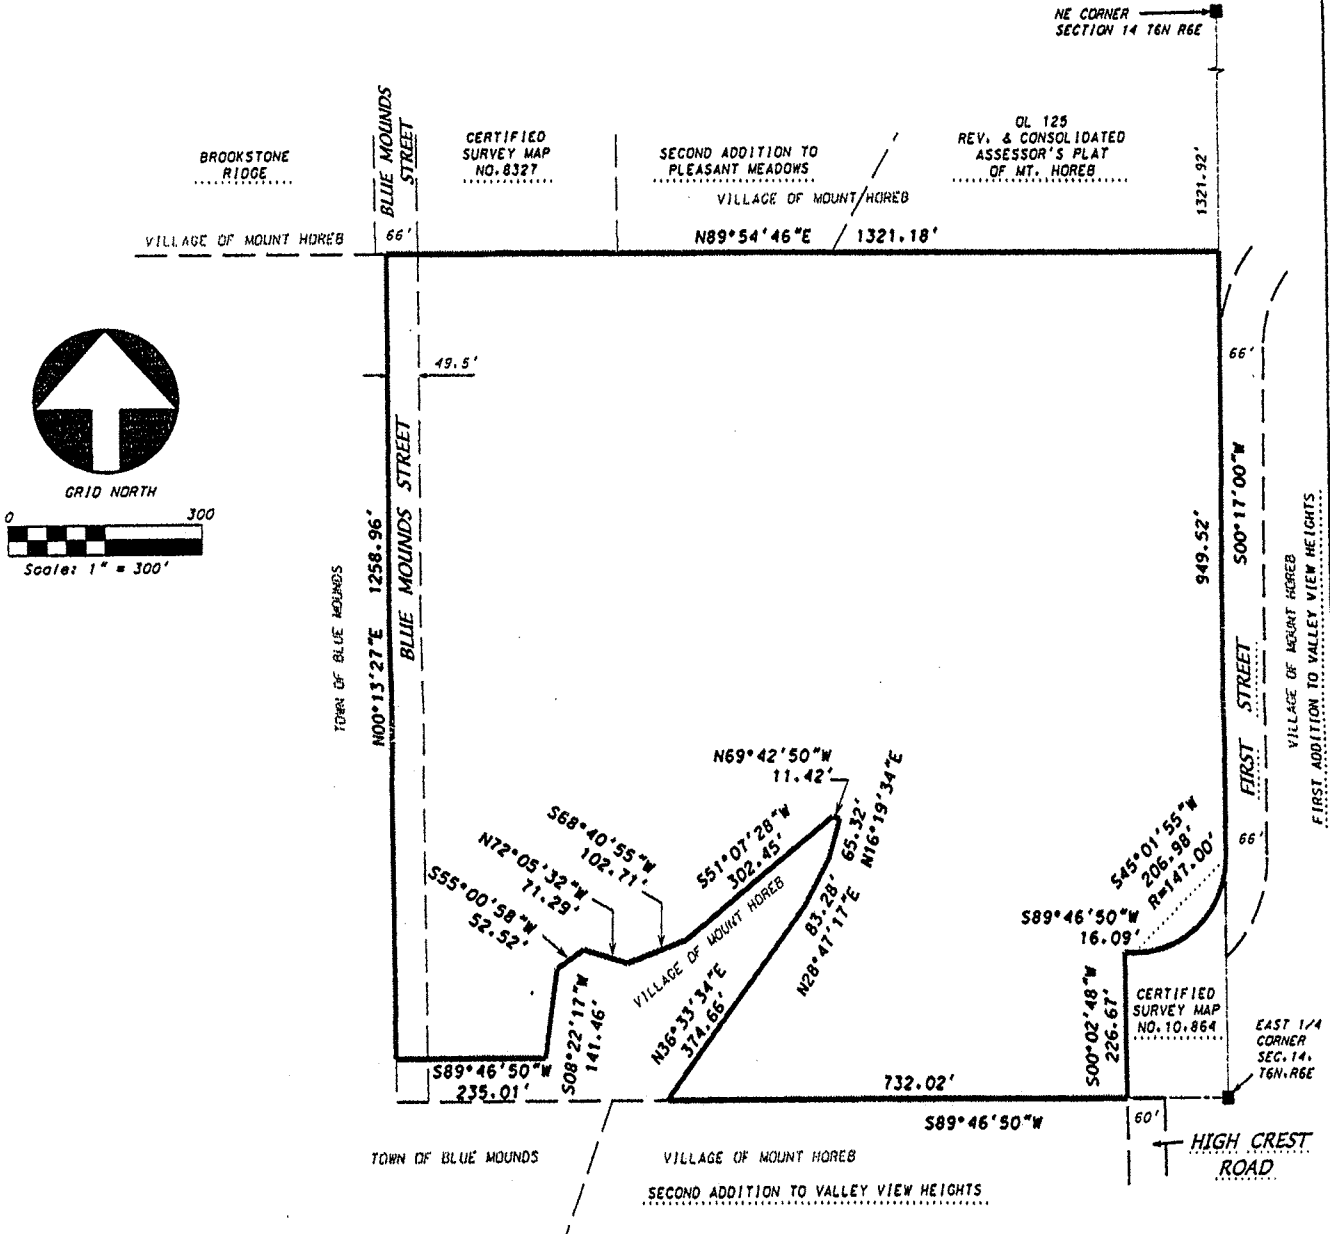 NE CORNER
SECTION 14 T6N R6E
BLUE MOUNDS
STREET
BROOKSTONE
RIDGE
CERTIFIED
SURVEY MAP
NO.8327
SECOND ADDITION TO
PLEASANT MEADOWS
OL 125
REV. & CONSOLIDATED
ASSESSOR'S PLAT
OF MT. HOREB
1321.92'
VILLAGE OF MOUNT HOREB
VILLAGE OF MOUNT HOREB
66'
N89°54'46"E 1321.18'
66'
49.5'
GRID NORTH
0 300
Scale: 1" = 300'
TOWN OF BLUE MOUNDS
N00°13'27"E 1258.96'
BLUE MOUNDS STREET
949.52'
S00°17'00"W
FIRST STREET
VILLAGE OF MOUNT HOREB
FIRST ADDITION TO VALLEY VIEW HEIGHTS
N69°42'50"W
11.42'
S68°40'55"W
102.71'
N72°05'32"W
71.29'
S55°00'58"W
52.52'
S51°07'28"W
302.45'
65.32'
N16°19'34"E
83.28'
N28°47'17"E
VILLAGE OF MOUNT HOREB
N36°33'34"E
374.66'
S45°01'55"W
206.98'
R=147.00'
66'
S89°46'50"W
16.09'
S00°02'48"W
226.67'
CERTIFIED
SURVEY MAP
NO.10,864
EAST 1/4
CORNER
SEC.14,
T6N,R6E
S08°22'17"W
141.46'
S89°46'50"W
235.01'
732.02'
S89°46'50"W
60'
HIGH CREST
ROAD
TOWN OF BLUE MOUNDS
VILLAGE OF MOUNT HOREB
SECOND ADDITION TO VALLEY VIEW HEIGHTS